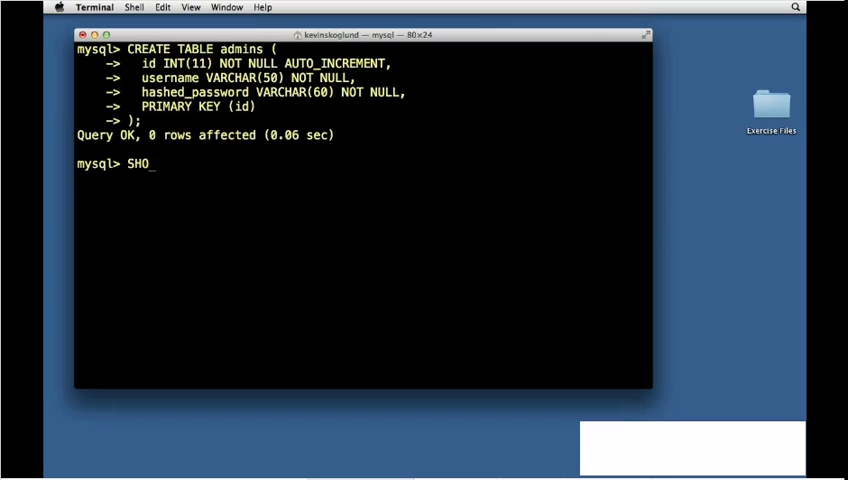 Terminal Shell Edit View Window Help
kevinskoglund — mysql — 80×24
mysql> CREATE TABLE admins (
-> id INT(11) NOT NULL AUTO_INCREMENT,
-> username VARCHAR(50) NOT NULL,
-> hashed_password VARCHAR(60) NOT NULL,
-> PRIMARY KEY (id)
-> );
Query OK, 0 rows affected (0.06 sec)
mysql> SHO_
Exercise Files